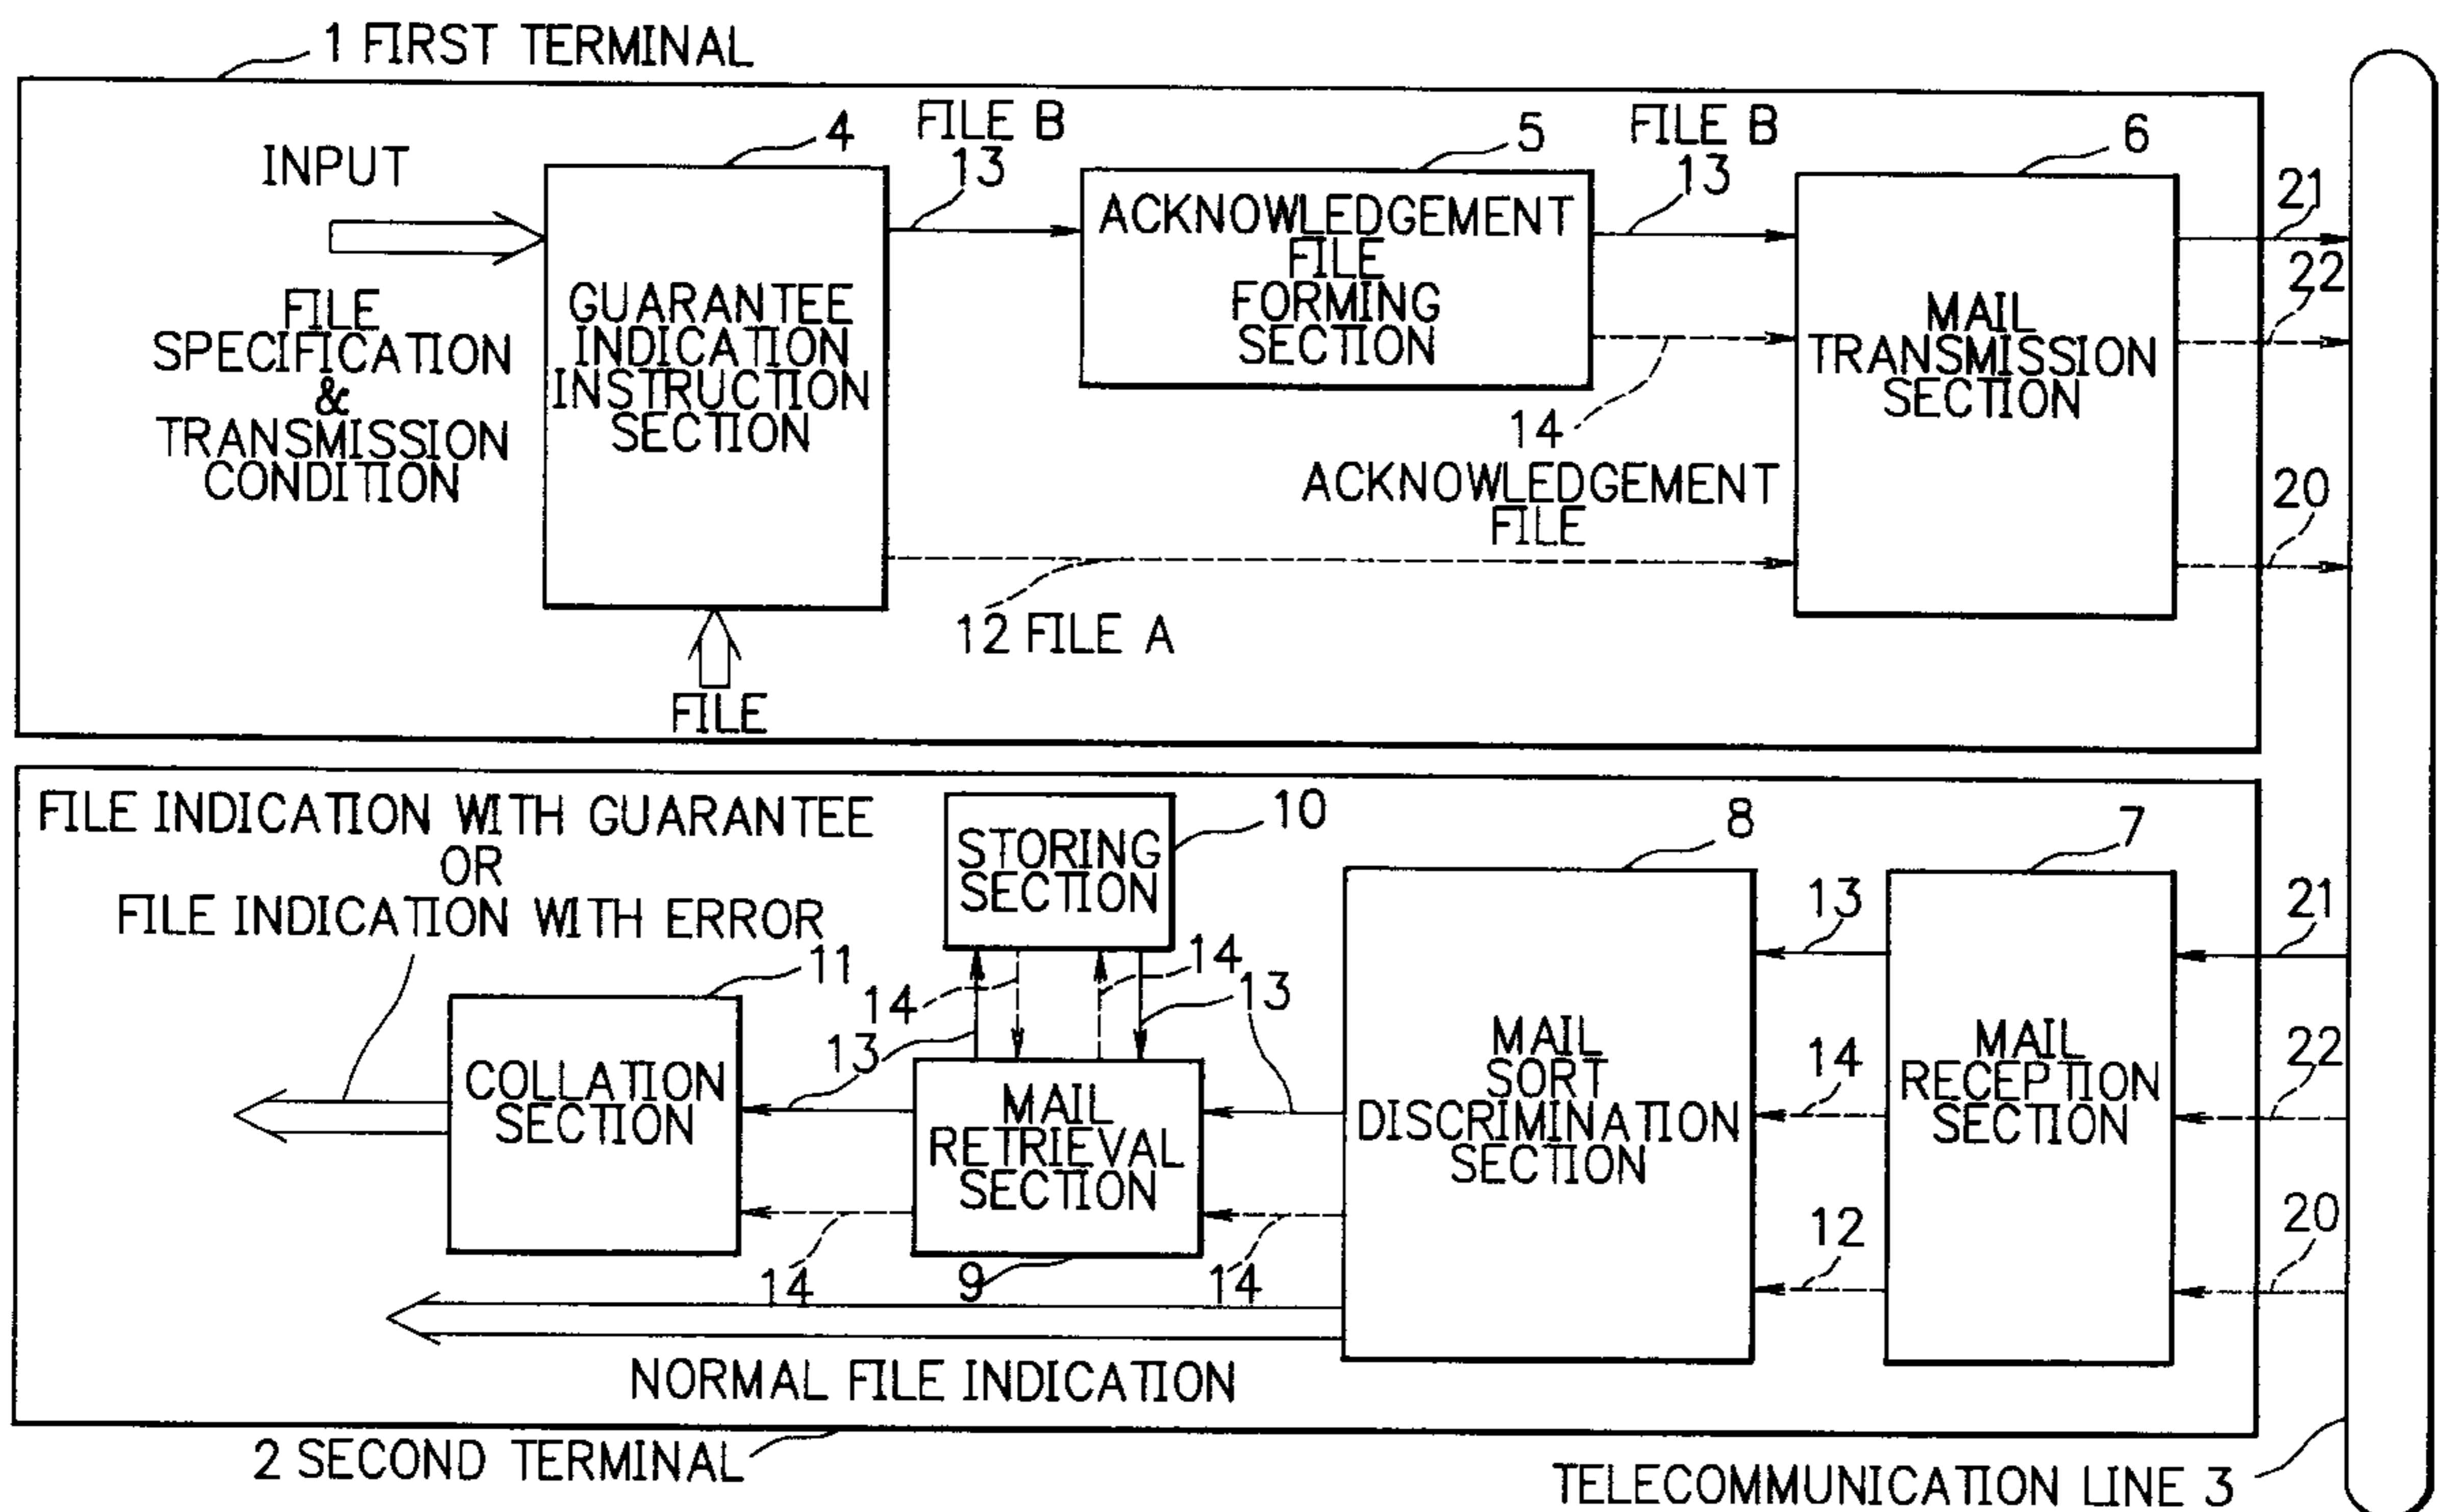 1 FIRST TERMINAL
INPUT
FILE
SPECIFICATION
&
TRANSMISSION
CONDITION
4
GUARANTEE
INDICATION
INSTRUCTION
SECTION
FILE
FILE B
13
5
ACKNOWLEDGEMENT
FILE
FORMING
SECTION
FILE B
13
14
ACKNOWLEDGEMENT
FILE
12 FILE A
6
MAIL
TRANSMISSION
SECTION
21
22
20
FILE INDICATION WITH GUARANTEE
OR
FILE INDICATION WITH ERROR
11
COLLATION
SECTION
10
STORING
SECTION
14
14
13
13
MAIL
RETRIEVAL
SECTION
14
9
14
8
MAIL
SORT
DISCRIMINATION
SECTION
13
14
12
7
MAIL
RECEPTION
SECTION
21
22
20
NORMAL FILE INDICATION
2 SECOND TERMINAL
TELECOMMUNICATION LINE 3